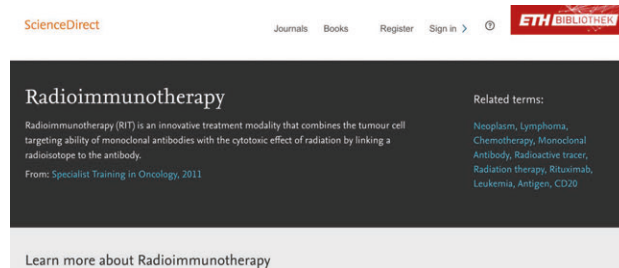 ScienceDirect
Journals Books Register Sign in > ?
ETH BIBLIOTHEK
Radioimmunotherapy
Radioimmunotherapy (RIT) is an innovative treatment modality that combines the tumour cell
targeting ability of monoclonal antibodies with the cytotoxic effect of radiation by linking a
radioisotope to the antibody.
From: Specialist Training in Oncology, 2011
Related terms:
Neoplasm, Lymphoma,
Chemotherapy, Monoclonal
Antibody, Radioactive tracer,
Radiation therapy, Rituximab,
Leukemia, Antigen, CD20
Learn more about Radioimmunotherapy